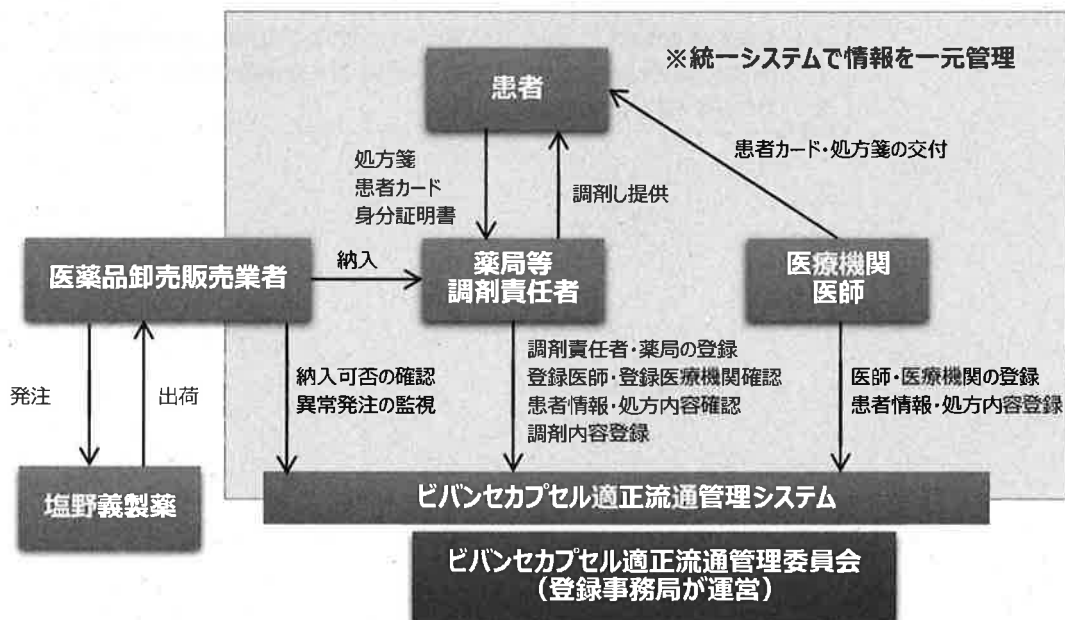 ※統一システムで情報を一元管理
患者
患者カード・処方箋の交付
処方箋
患者カード
身分証明書
調剤し提供
医薬品卸売販売業者
納入
薬局等
調剤責任者
医療機関
医師
発注
出荷
納入可否の確認
異常発注の監視
調剤責任者・薬局の登録
登録医師・登録医療機関確認
患者情報・処方内容確認
調剤内容登録
医師・医療機関の登録
患者情報・処方内容登録
塩野義製薬
ビバンセカプセル適正流通管理システム
ビバンセカプセル適正流通管理委員会
（登録事務局が運営）